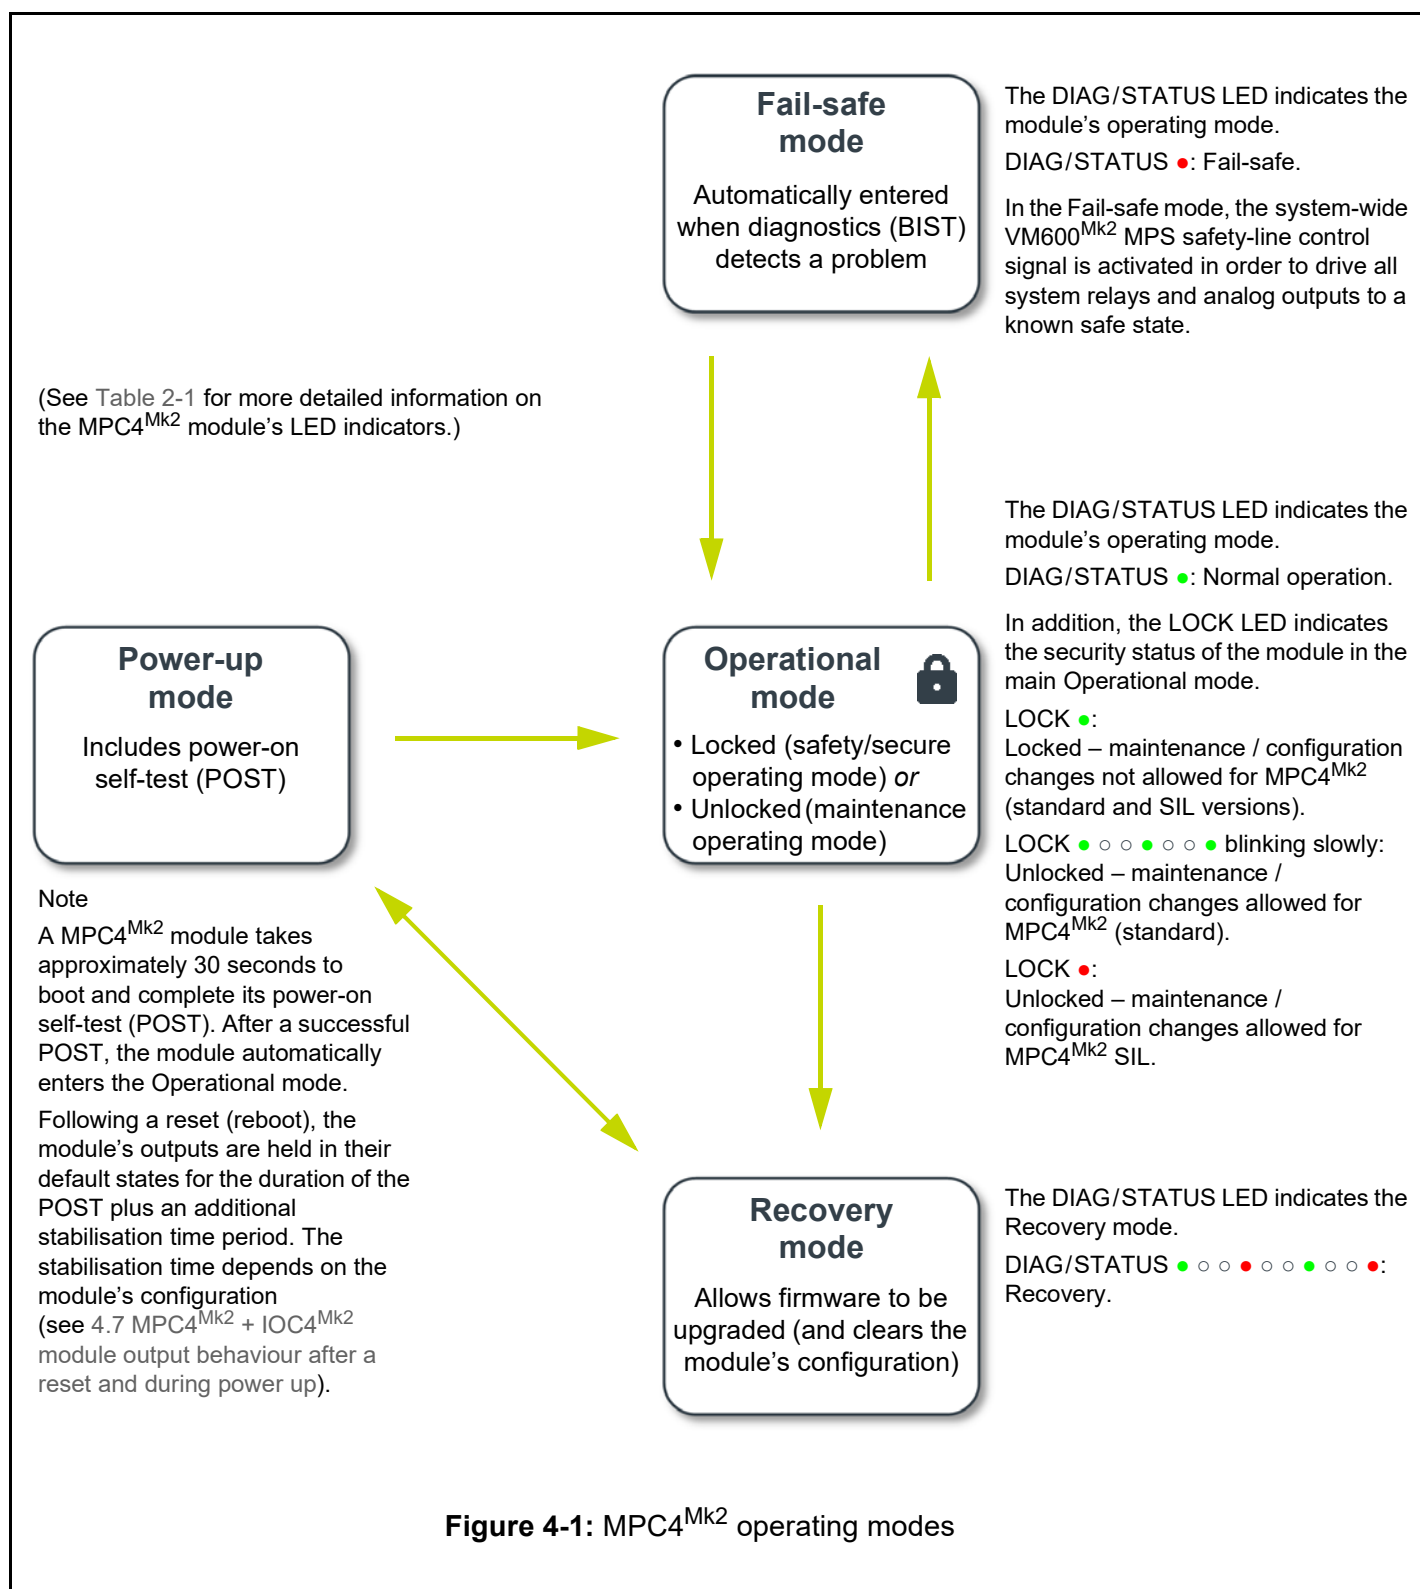 Fail-safe
mode
Automatically entered
when diagnostics (BIST)
detects a problem
The DIAG/STATUS LED indicates the
module’s operating mode.
DIAG/STATUS ●: Fail-safe.
In the Fail-safe mode, the system-wide
VM600Mk2 MPS safety-line control
signal is activated in order to drive all
system relays and analog outputs to a
known safe state.
(See Table 2-1 for more detailed information on
the MPC4Mk2 module’s LED indicators.)
Power-up
mode
Includes power-on
self-test (POST)
Operational
mode
• Locked (safety/secure
operating mode) or
• Unlocked (maintenance
operating mode)
The DIAG/STATUS LED indicates the
module’s operating mode.
DIAG/STATUS ●: Normal operation.
In addition, the LOCK LED indicates
the security status of the module in the
main Operational mode.
LOCK ●:
Locked – maintenance / configuration
changes not allowed for MPC4Mk2
(standard and SIL versions).
LOCK ● ○ ○ ● ○ ○ ● blinking slowly:
Unlocked – maintenance /
configuration changes allowed for
MPC4Mk2 (standard).
LOCK ●:
Unlocked – maintenance /
configuration changes allowed for
MPC4Mk2 SIL.
Note
A MPC4Mk2 module takes
approximately 30 seconds to
boot and complete its power-on
self-test (POST). After a successful
POST, the module automatically
enters the Operational mode.
Following a reset (reboot), the
module’s outputs are held in their
default states for the duration of the
POST plus an additional
stabilisation time period. The
stabilisation time depends on the
module’s configuration
(see 4.7 MPC4Mk2 + IOC4Mk2
module output behaviour after a
reset and during power up).
Recovery
mode
Allows firmware to be
upgraded (and clears the
module’s configuration)
The DIAG/STATUS LED indicates the
Recovery mode.
DIAG/STATUS ● ○ ○ ● ○ ○ ● ○ ○ ●:
Recovery.
Figure 4-1: MPC4Mk2 operating modes